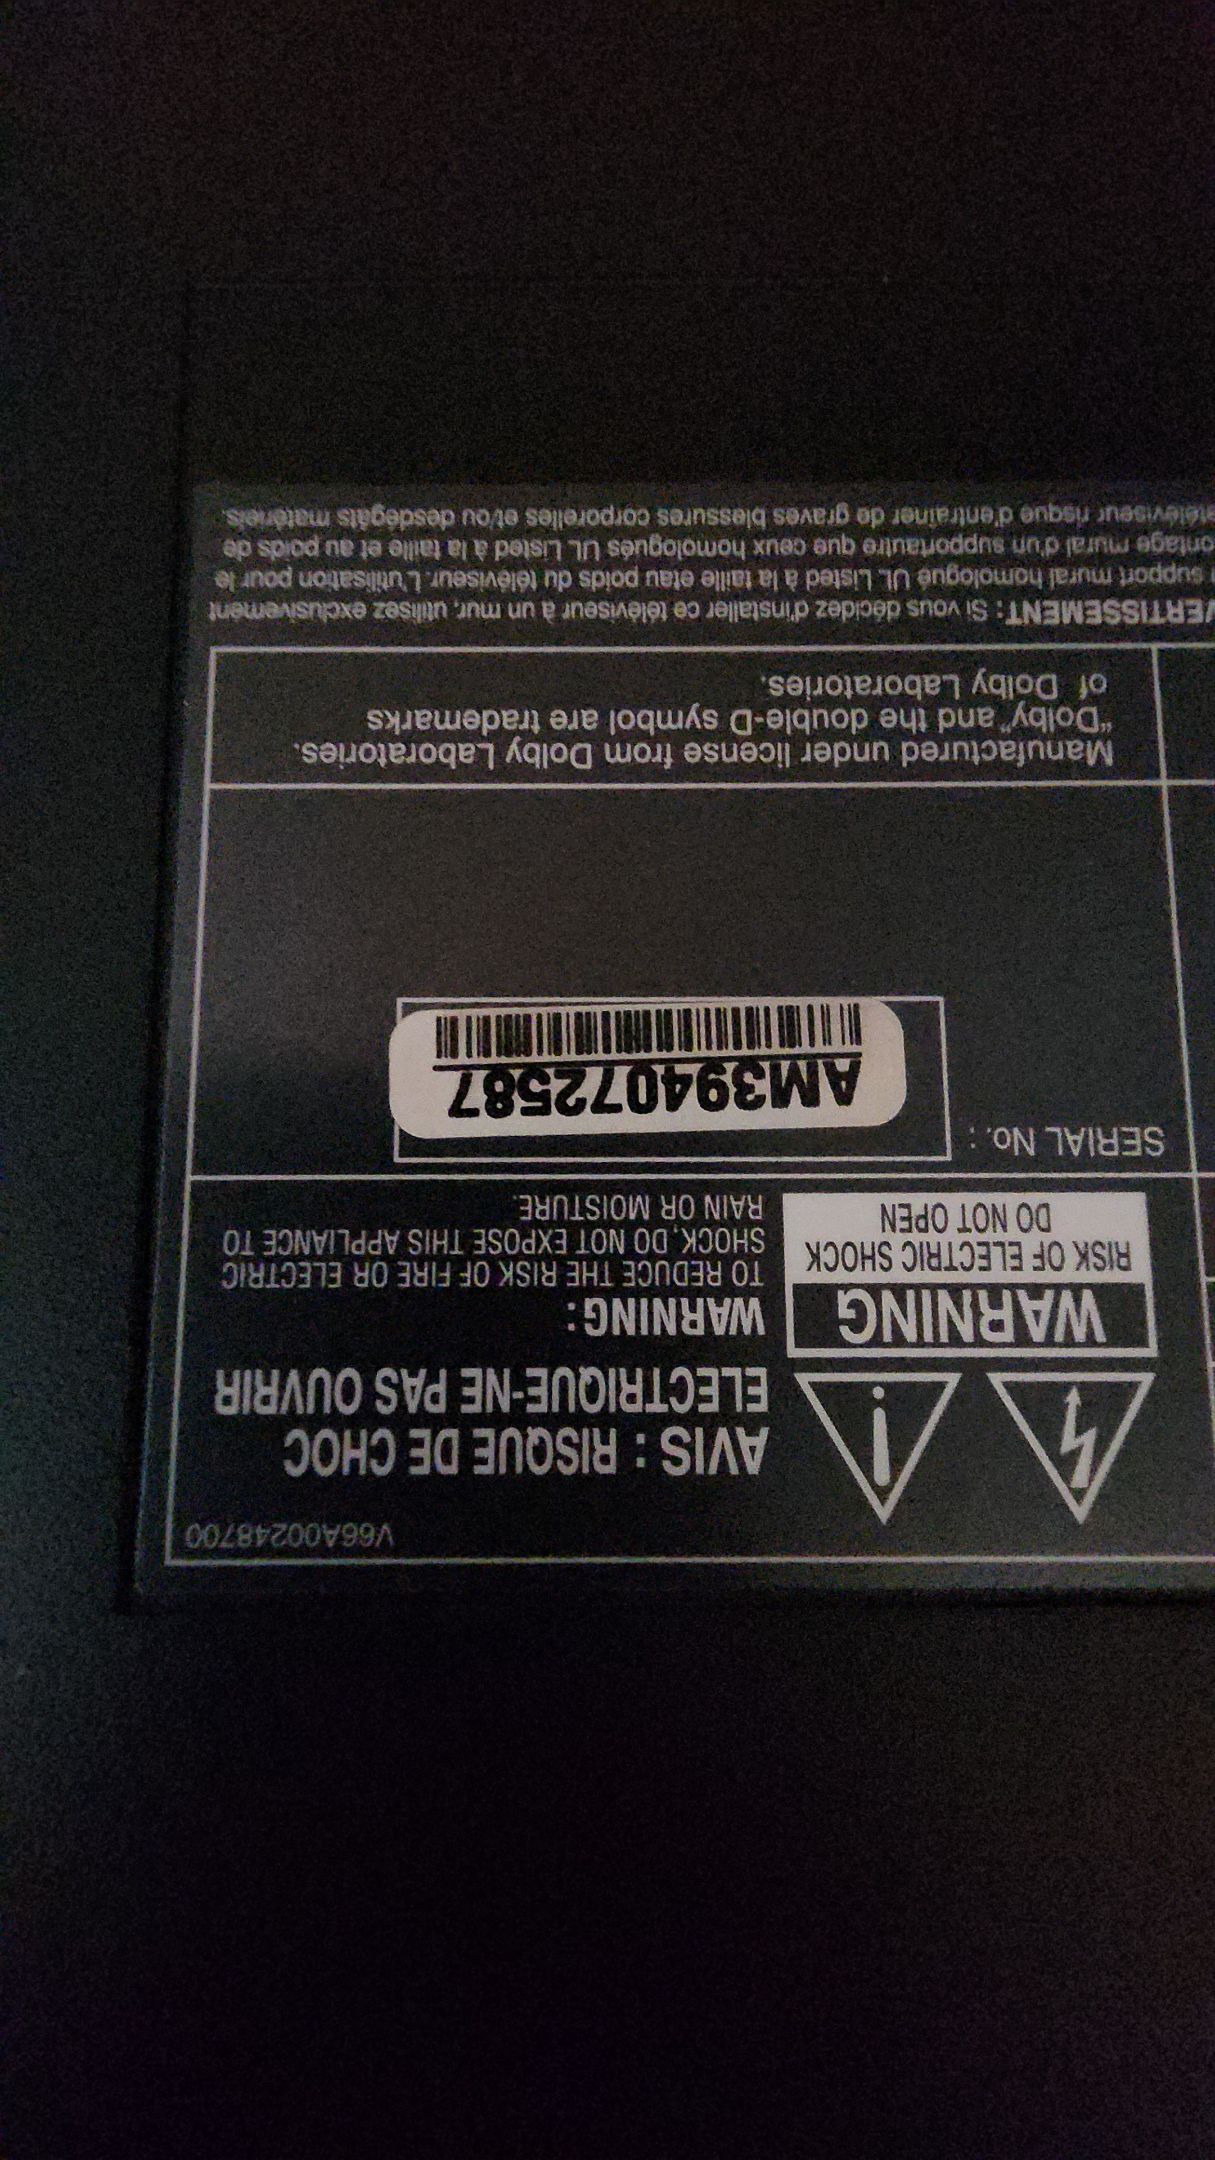 V66A00248700
AVIS : RISQUE DE CHOC
ELECTRIQUE-NE PAS OUVRIR
WARNING
RISK OF ELECTRIC SHOCK
DO NOT OPEN
WARNING :
TO REDUCE THE RISK OF FIRE OR ELECTRIC
SHOCK, DO NOT EXPOSE THIS APPLIANCE TO
RAIN OR MOISTURE.
SERIAL No. :
AM394072587
Manufactured under license from Dolby Laboratories.
"Dolby" and the double-D symbol are trademarks
of Dolby Laboratories.
VERTISSEMENT : Si vous décidez d'installer ce téléviseur à un mur, utilisez exclusivement
support mural homologué UL Listed à la taille etau poids du téléviseur. L'utilisation pour le
ontage mural d'un supportautre que ceux homologués UL Listed à la taille et au poids de
téléviseur risque d'entraîner de graves blessures corporelles et/ou desdégâts matériels.